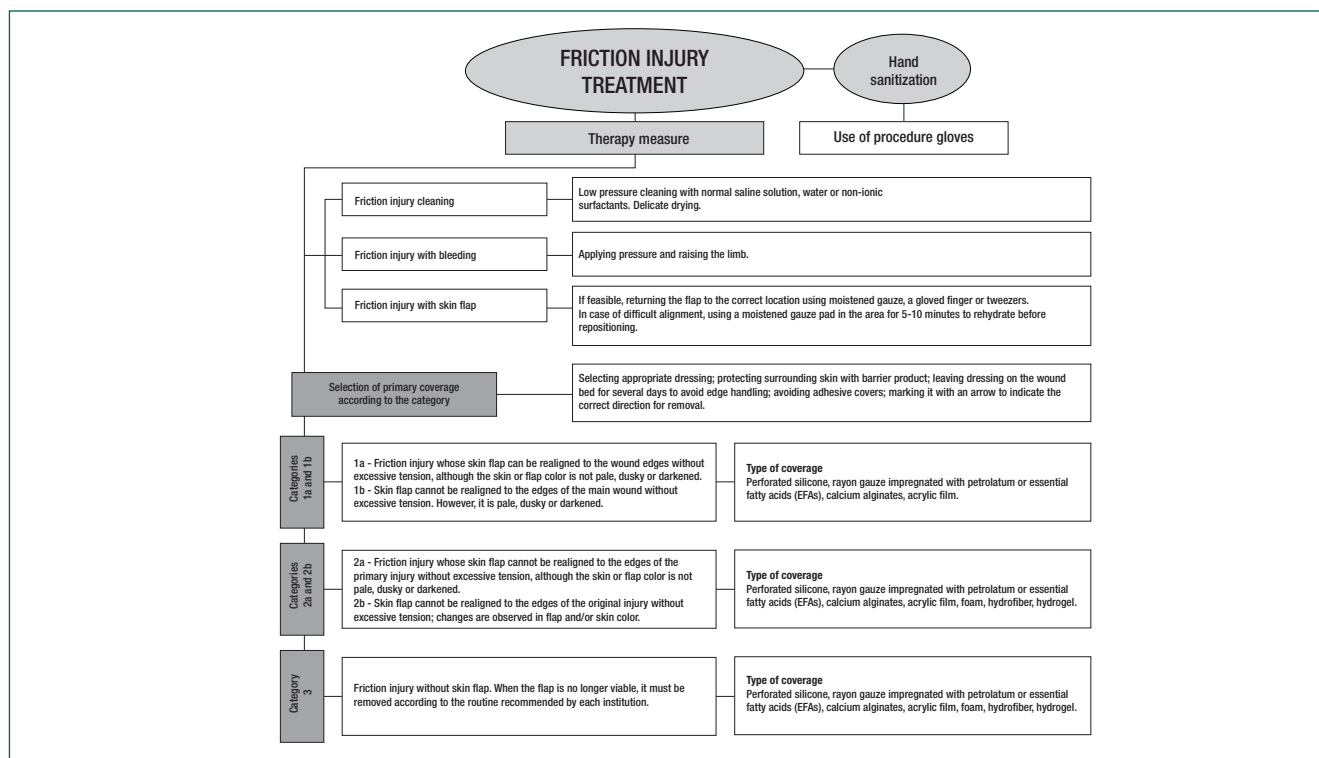 FRICTION INJURY
TREATMENT
Hand
sanitization
Therapy measure
Use of procedure gloves
Friction injury cleaning
Low pressure cleaning with normal saline solution, water or non-ionic
surfactants. Delicate drying.
Friction injury with bleeding
Applying pressure and raising the limb.
Friction injury with skin flap
If feasible, returning the flap to the correct location using moistened gauze, a gloved finger or tweezers.
In case of difficult alignment, using a moistened gauze pad in the area for 5-10 minutes to rehydrate before
repositioning.
Selection of primary coverage
according to the category
Selecting appropriate dressing; protecting surrounding skin with barrier product; leaving dressing on the wound
bed for several days to avoid edge handling; avoiding adhesive covers; marking it with an arrow to indicate the
correct direction for removal.
Categories
1a and 1b
1a - Friction injury whose skin flap can be realigned to the wound edges without
excessive tension, although the skin or flap color is not pale, dusky or darkened.
1b - Skin flap cannot be realigned to the edges of the main wound without
excessive tension. However, it is pale, dusky or darkened.
Type of coverage
Perforated silicone, rayon gauze impregnated with petrolatum or essential
fatty acids (EFAs), calcium alginates, acrylic film.
Categories
2a and 2b
2a - Friction injury whose skin flap cannot be realigned to the edges of the
primary injury without excessive tension, although the skin or flap color is not
pale, dusky or darkened.
2b - Skin flap cannot be realigned to the edges of the original injury without
excessive tension; changes are observed in flap and/or skin color.
Type of coverage
Perforated silicone, rayon gauze impregnated with petrolatum or essential
fatty acids (EFAs), calcium alginates, acrylic film, foam, hydrofiber, hydrogel.
Category
3
Friction injury without skin flap. When the flap is no longer viable, it must be
removed according to the routine recommended by each institution.
Type of coverage
Perforated silicone, rayon gauze impregnated with petrolatum or essential
fatty acids (EFAs), calcium alginates, acrylic film, foam, hydrofiber, hydrogel.